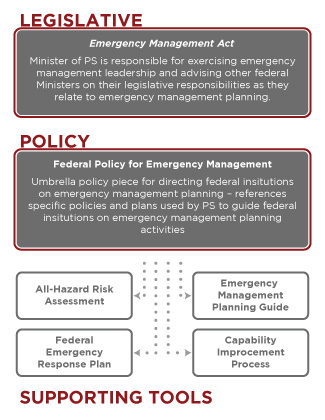 LEGISLATIVE
Emergency Management Act
Minister of PS is responsible for exercising emergency
management leadership and advising other federal
Ministers on their legislative responsibilities as they
relate to emergency management planning.
POLICY
Federal Policy for Emergency Management
Umbrella policy piece for directing federal insitutions
on emergency management planning – references
specific policies and plans used by PS to guide federal
insitutions on emergency management planning
activities
All-Hazard Risk
Assessment
Emergency
Management
Planning Guide
Federal
Emergency
Response Plan
Capability
Improcement
Process
SUPPORTING TOOLS